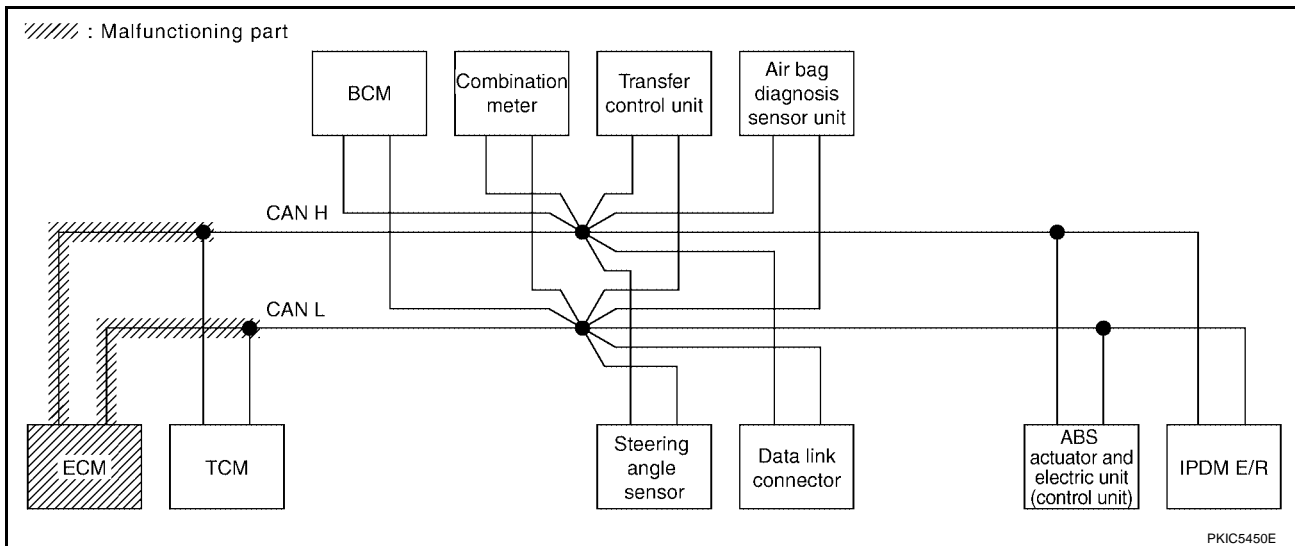 : Malfunctioning part
BCM
Combination
meter
Transfer
control unit
Air bag
diagnosis
sensor unit
CAN H
CAN L
ECM
TCM
Steering
angle
sensor
Data link
connector
ABS
actuator and
electric unit
(control unit)
IPDM E/R
PKIC5450E